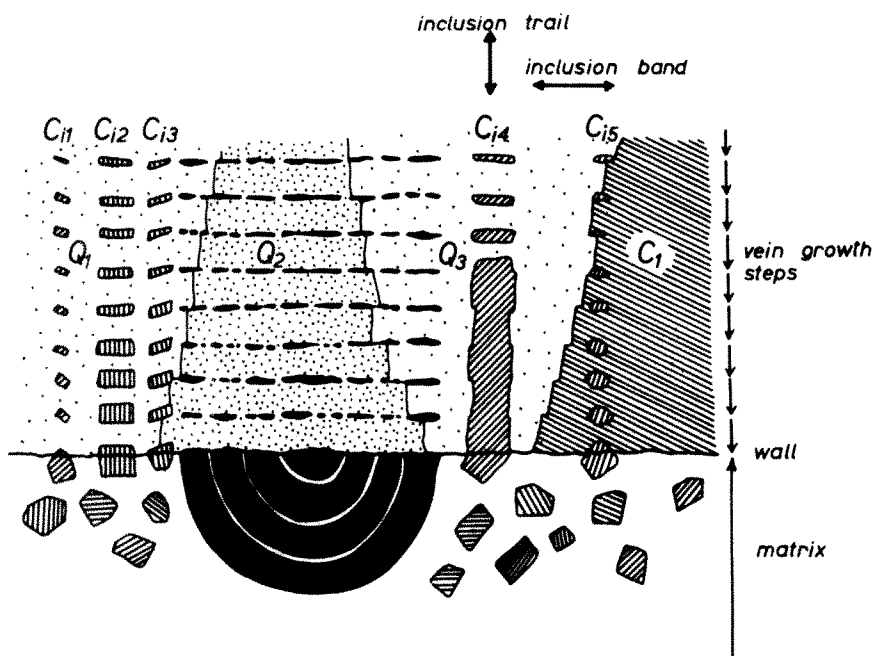 inclusion trail
inclusion band
Ci1 Ci2 Ci3 Ci4 Ci5
Q1 Q2 Q3 C1
vein growth
steps
wall
matrix